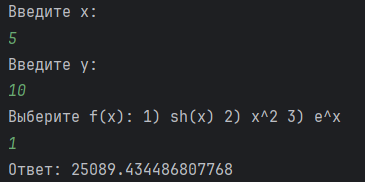 Введите x:
5
Введите y:
10
Выберите f(x): 1) sh(x) 2) x^2 3) e^x
1
Ответ: 25089.434486807768